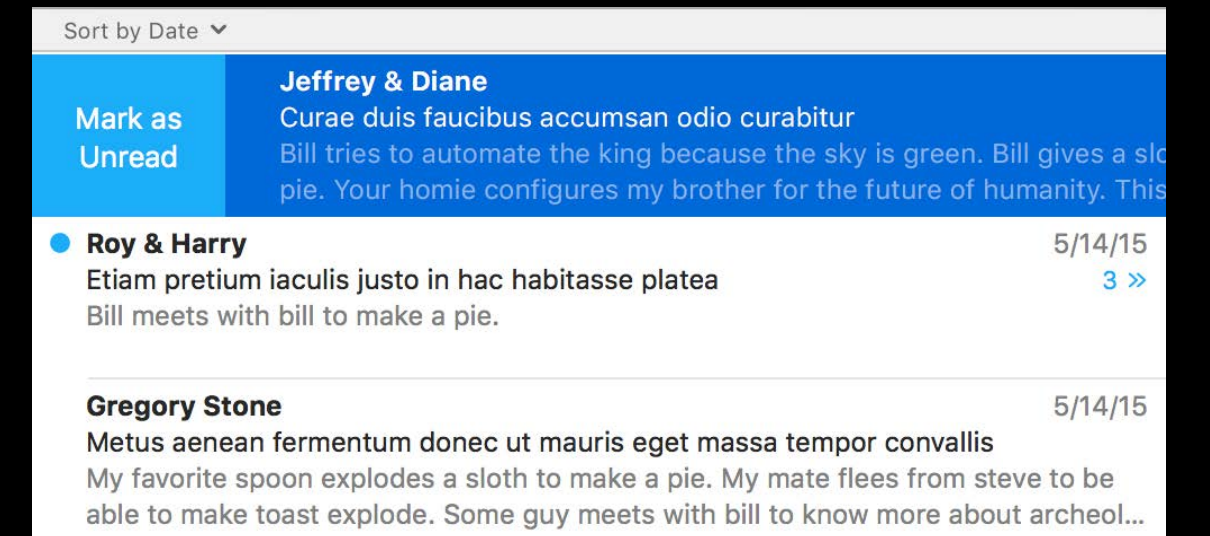 Sort by Date
Mark as
Unread
Jeffrey & Diane
Curae duis faucibus accumsan odio curabitur
Bill tries to automate the king because the sky is green. Bill gives a slo
pie. Your homie configures my brother for the future of humanity. This
Roy & Harry 5/14/15
Etiam pretium iaculis justo in hac habitasse platea 3 »
Bill meets with bill to make a pie.
Gregory Stone 5/14/15
Metus aenean fermentum donec ut mauris eget massa tempor convallis
My favorite spoon explodes a sloth to make a pie. My mate flees from steve to be
able to make toast explode. Some guy meets with bill to know more about archeol...